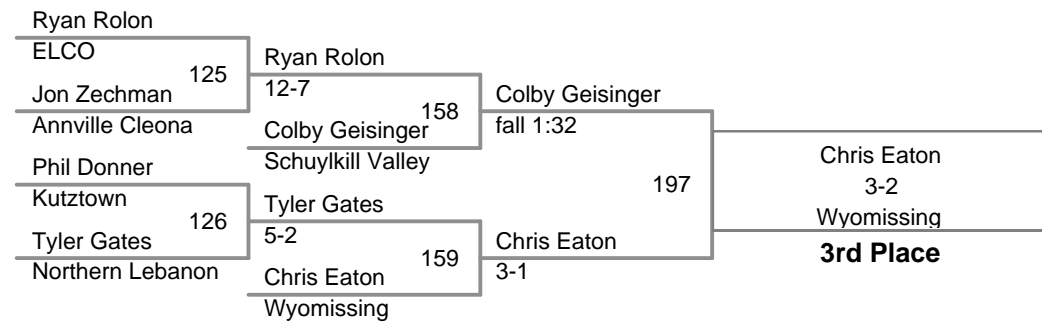 Ryan Rolon
ELCO
125
Jon Zechman
Annville Cleona
Phil Donner
Kutztown
126
Tyler Gates
Northern Lebanon
Ryan Rolon
12-7
158
Colby Geisinger
Schuylkill Valley
Tyler Gates
5-2
159
Chris Eaton
Wyomissing
Colby Geisinger
fall 1:32
197
Chris Eaton
3-1
Chris Eaton
3-2
Wyomissing
3rd Place